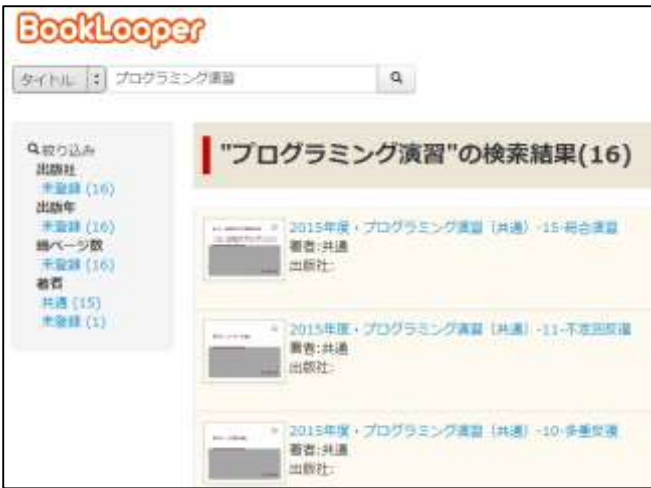 BookLooper
タイトル プログラミング演習
絞り込み
"プログラミング演習"の検索結果(16)
出版社
未登録 (16)
出版年
未登録 (16)
総ページ数
未登録 (16)
著者
共通 (15)
未登録 (1)
2015年度・プログラミング演習（共通）-15-総合演習
著者:共通
出版社:
2015年度・プログラミング演習（共通）-11-不定回反復
著者:共通
出版社:
2015年度・プログラミング演習（共通）-10-多重反復
著者:共通
出版社: